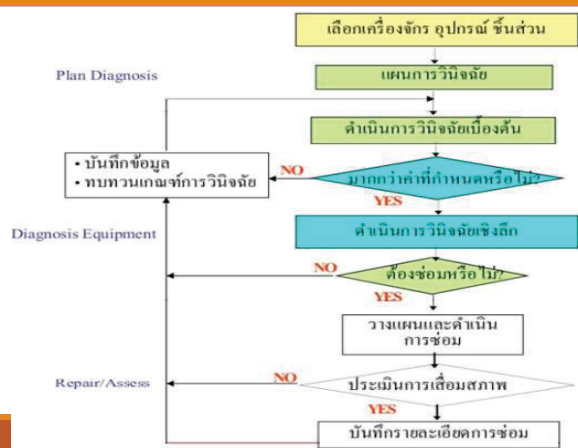 เลือกเครื่องจักร อุปกรณ์ ชิ้นส่วน
Plan Diagnosis
แผนการวินิจฉัย
ดำเนินการวินิจฉัยเบื้องต้น
• บันทึกข้อมูล
• ทบทวนเกณฑ์การวินิจฉัย
NO
มากกว่าค่าที่กำหนดหรือไม่?
YES
Diagnosis Equipment
ดำเนินการวินิจฉัยเชิงลึก
NO
ต้องซ่อมหรือไม่?
YES
วางแผนและดำเนิน
การซ่อม
Repair/Assess
NO
ประเมินการเสื่อมสภาพ
YES
บันทึกรายละเอียดการซ่อม